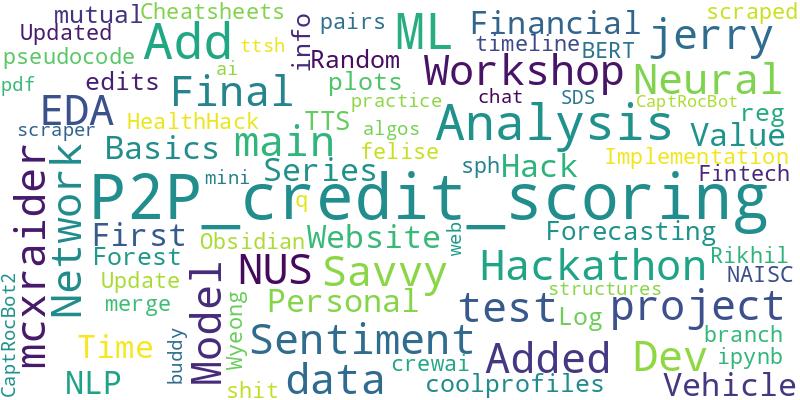 mutual
Cheatsheets
info
pairs
Financial
scraped
Updated
Add
ttsh
ML
timeline
BERT
jerry
pseudocode
ai
Random
Workshop
Neural
pdf
edits
Final
plots
chat
SDS
CaptRocBot
EDA
practice
reg
scraper
HealthHack
TTS
algos
Analysis
Value
Basics
main
felise
Implementation
Series
sph
Hack
Fintech
mcxraider
Network
P2P_credit_scoring
mini
q
First
Obsidian
Website
web
Forecasting
Forest
NUS
Savvy
Hackathon
Rikhil
NAISC
Update
Model
structures
CaptRocBot2
merge
Wyeong
Personal
test
Log
project
Time
buddy
Sentiment
Added
Dev
branch
ipynb
crewai
NLP
shit
data
coolprofiles
Vehicle